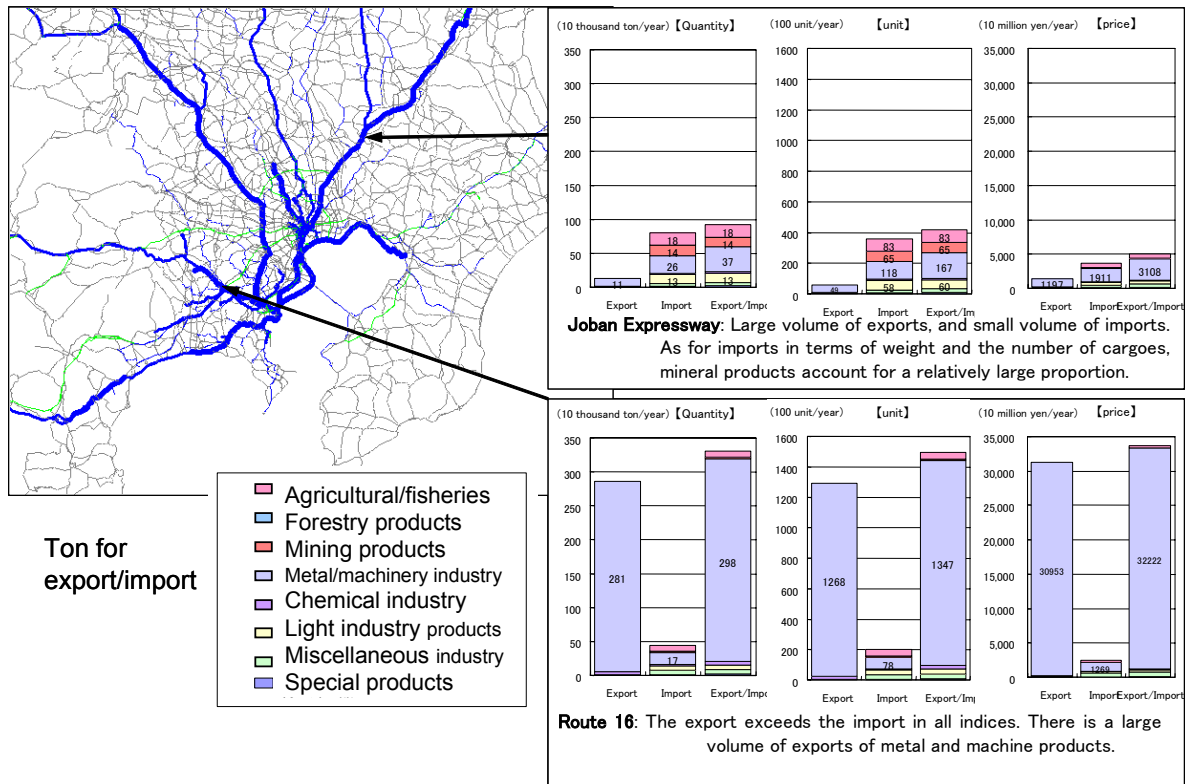 (10 thousand ton/year)【Quantity】 (100 unit/year) 【unit】 (10 million yen/year) 【price】
350 1600 35,000
300 1400 30,000
250 1200 25,000
200 1000 20,000
150 800 15,000
100 600 10,000
50 400 5,000
0 200 0
0
11 18 14 26 13 18 14 37 13
49 83 65 118 58 83 65 167 60
1197 1911 3108
Export Import Export/Import Export Import Export/Im Export Import Export/Import
Joban Expressway: Large volume of exports, and small volume of imports.
As for imports in terms of weight and the number of cargoes,
mineral products account for a relatively large proportion.
(10 thousand ton/year)【Quantity】 (100 unit/year) 【unit】 (10 million yen/year) 【price】
350 1600 35,000
300 1400 30,000
250 1200 25,000
200 1000 20,000
150 800 15,000
100 600 10,000
50 400 5,000
0 200 0
0
281 17 298
1268 78 1347
30953 1269 32222
Export Import Export/Impo Export Import Export/Im Export Import Export/Import
Route 16: The export exceeds the import in all indices. There is a large
volume of exports of metal and machine products.
Ton for
export/import
Agricultural/fisheries
Forestry products
Mining products
Metal/machinery industry
Chemical industry
Light industry products
Miscellaneous industry
Special products